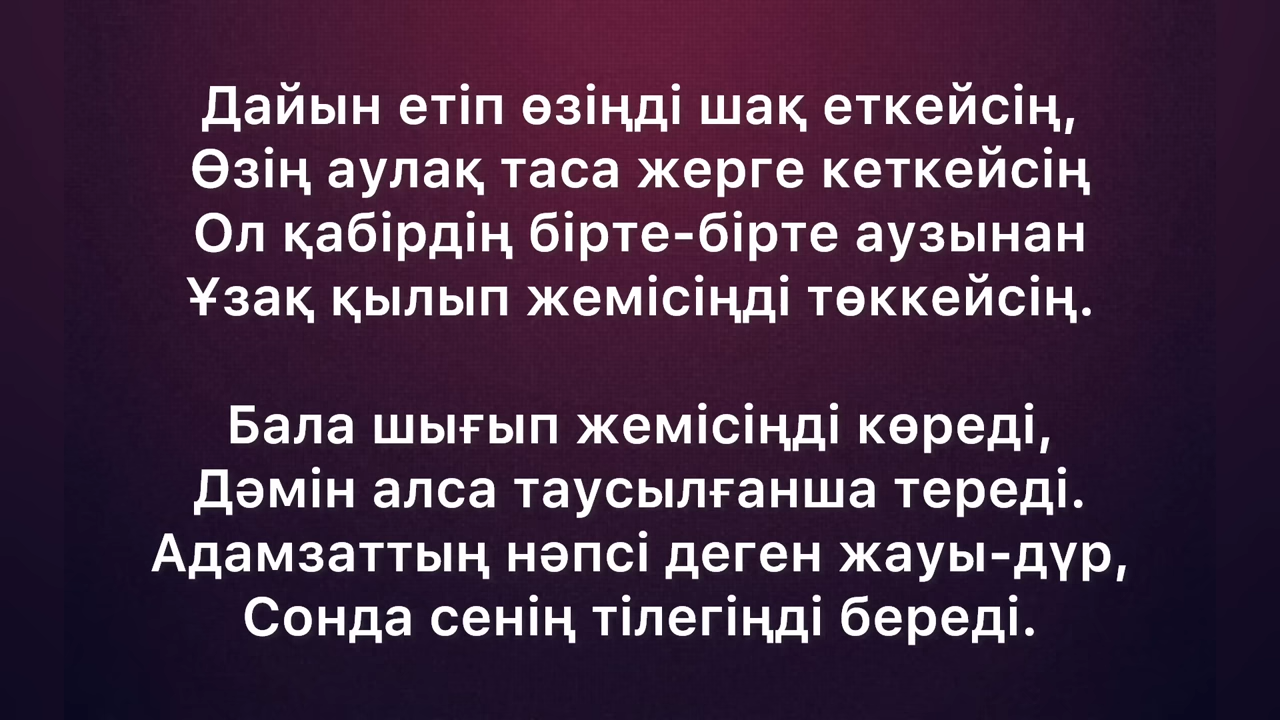 Дайын етіп өзіңді шақ еткейсің,
Өзің аулақ таса жерге кеткейсің
Ол қабірдің бірте-бірте аузынан
Ұзақ қылып жемісіңді төккейсің.
Бала шығып жемісіңді көреді,
Дәмін алса таусылғанша тереді.
Адамзаттың нәпсі деген жауы-дүр,
Сонда сенің тілегіңді береді.